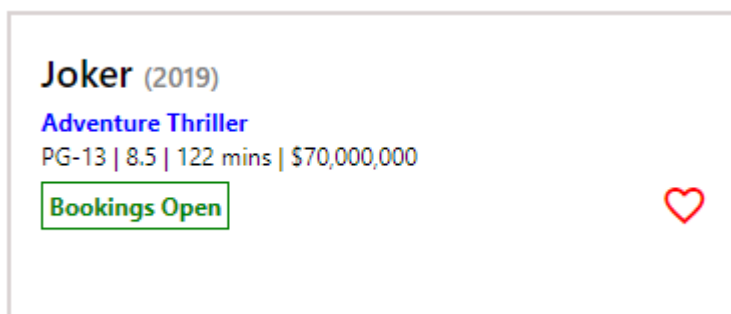 Joker (2019)
Adventure Thriller
PG-13 | 8.5 | 122 mins | $70,000,000
Bookings Open